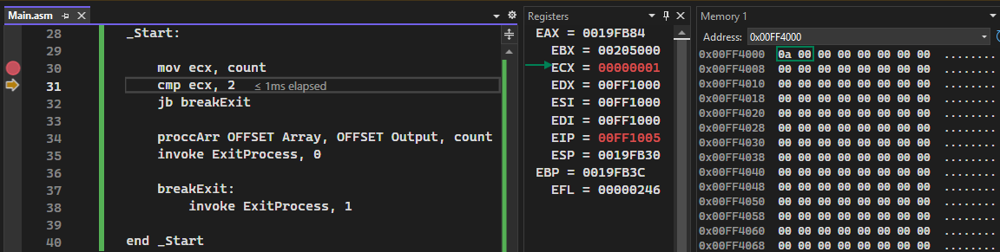 Main.asm
28 _Start:
29
30 mov ecx, count
31 cmp ecx, 2 ≤ 1ms elapsed
32 jb breakExit
33
34 proccArr OFFSET Array, OFFSET Output, count
35 invoke ExitProcess, 0
36
37 breakExit:
38 invoke ExitProcess, 1
39
40 end _Start
Registers
EAX = 0019FB84
EBX = 00205000
ECX = 00000001
EDX = 00FF1000
ESI = 00FF1000
EDI = 00FF1000
EIP = 00FF1005
ESP = 0019FB30
EBP = 0019FB3C
EFL = 00000246
Memory 1
Address: 0x00FF4000
0x00FF4000 0a 00 00 00 00 00 00 00 ........
0x00FF4008 00 00 00 00 00 00 00 00 ........
0x00FF4010 00 00 00 00 00 00 00 00 ........
0x00FF4018 00 00 00 00 00 00 00 00 ........
0x00FF4020 00 00 00 00 00 00 00 00 ........
0x00FF4028 00 00 00 00 00 00 00 00 ........
0x00FF4030 00 00 00 00 00 00 00 00 ........
0x00FF4038 00 00 00 00 00 00 00 00 ........
0x00FF4040 00 00 00 00 00 00 00 00 ........
0x00FF4048 00 00 00 00 00 00 00 00 ........
0x00FF4050 00 00 00 00 00 00 00 00 ........
0x00FF4058 00 00 00 00 00 00 00 00 ........
0x00FF4060 00 00 00 00 00 00 00 00 ........
0x00FF4068 00 00 00 00 00 00 00 00 ........